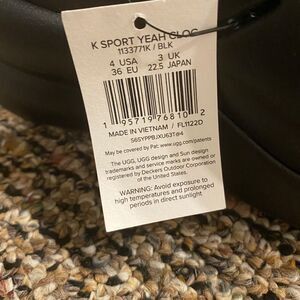 K SPORT YEAH CLOG
1133771K / BLK
4 USA 3 UK
36 EU 22.5 JAPAN
1 95719 76810 2
MADE IN VIETNAM / FL1122D
S6SYPPBJXU63T@4
May be covered by Pat: www.ugg.com/patents
The UGG, UGG design and Sun design
trademarks and service marks are owned or
registered by Deckers Outdoor Corporation
of the United States.
WARNING: Avoid exposure to
high temperatures and prolonged
periods in direct sunlight.